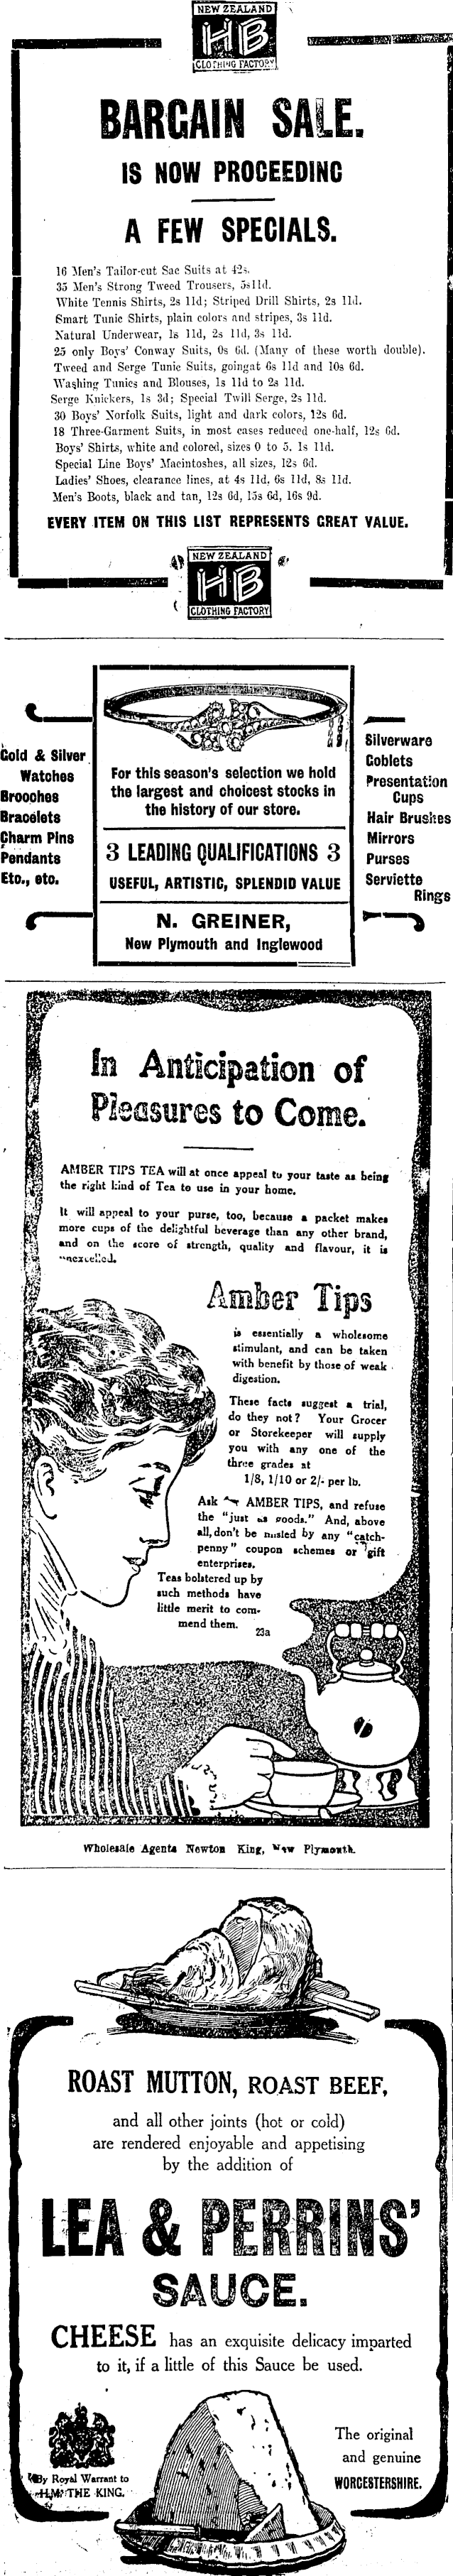 NEW ZEALAND
HB
CLOTHING FACTORY
BARGAIN SALE.
IS NOW PROCEEDING
A FEW SPECIALS.
16 Men's Tailor-cut Sac Suits at 42s.
35 Men's Strong Tweed Trousers, 5s11d.
White Tennis Shirts, 2s 11d; Striped Drill Shirts, 2s 11d.
Smart Tunic Shirts, plain colors and stripes, 3s 11d.
Natural Underwear, 1s 11d, 2s 11d, 3s 11d.
25 only Boys' Conway Suits, 0s 6d. (Many of these worth double).
Tweed and Serge Tunic Suits, goingat 6s 11d and 10s 6d.
Washing Tunics and Blouses, 1s 11d to 2s 11d.
Serge Knickers, 1s 3d; Special Twill Serge, 2s 11d.
30 Boys' Norfolk Suits, light and dark colors, 12s 6d.
18 Three-Garment Suits, in most cases reduced one-half, 12s 6d.
Boys' Shirts, white and colored, sizes 0 to 5. 1s 11d.
Special Line Boys' Macintoshes, all sizes, 12s 6d.
Ladies' Shoes, clearance lines, at 4s 11d, 6s 11d, 8s 11d.
Men's Boots, black and tan, 12s 6d, 15s 6d, 16s 9d.
EVERY ITEM ON THIS LIST REPRESENTS GREAT VALUE.
NEW ZEALAND
HB
CLOTHING FACTORY
Gold & Silver
Watches
Brooches
Bracelets
Charm Pins
Pendants
Etc., etc.
For this season's selection we hold
the largest and choicest stocks in
the history of our store.
3 LEADING QUALIFICATIONS 3
USEFUL, ARTISTIC, SPLENDID VALUE
N. GREINER,
New Plymouth and Inglewood
Silverware
Goblets
Presentation
Cups
Hair Brushes
Mirrors
Purses
Serviette
Rings
In Anticipation of
Pleasures to Come.
AMBER TIPS TEA will at once appeal to your taste as being
the right kind of Tea to use in your home.
It will appeal to your purse, too, because a packet makes
more cups of the delightful beverage than any other brand,
and on the score of strength, quality and flavour, it is
unexcelled.
Amber Tips
is essentially a wholesome
stimulant, and can be taken
with benefit by those of weak
digestion.
These facts suggest a trial,
do they not? Your Grocer
or Storekeeper will supply
you with any one of the
three grades at
1/8, 1/10 or 2/- per lb.
Ask for AMBER TIPS, and refuse
the "just as goods." And, above
all, don't be misled by any "catch-
penny" coupon schemes or gift
enterprises.
Teas bolstered up by
such methods have
little merit to com-
mend them.
23a
Wholesale Agents Newton King, New Plymouth.
ROAST MUTTON, ROAST BEEF,
and all other joints (hot or cold)
are rendered enjoyable and appetising
by the addition of
LEA & PERRINS'
SAUCE.
CHEESE has an exquisite delicacy imparted
to it, if a little of this Sauce be used.
By Royal Warrant to
H.M. THE KING.
The original
and genuine
WORCESTERSHIRE.